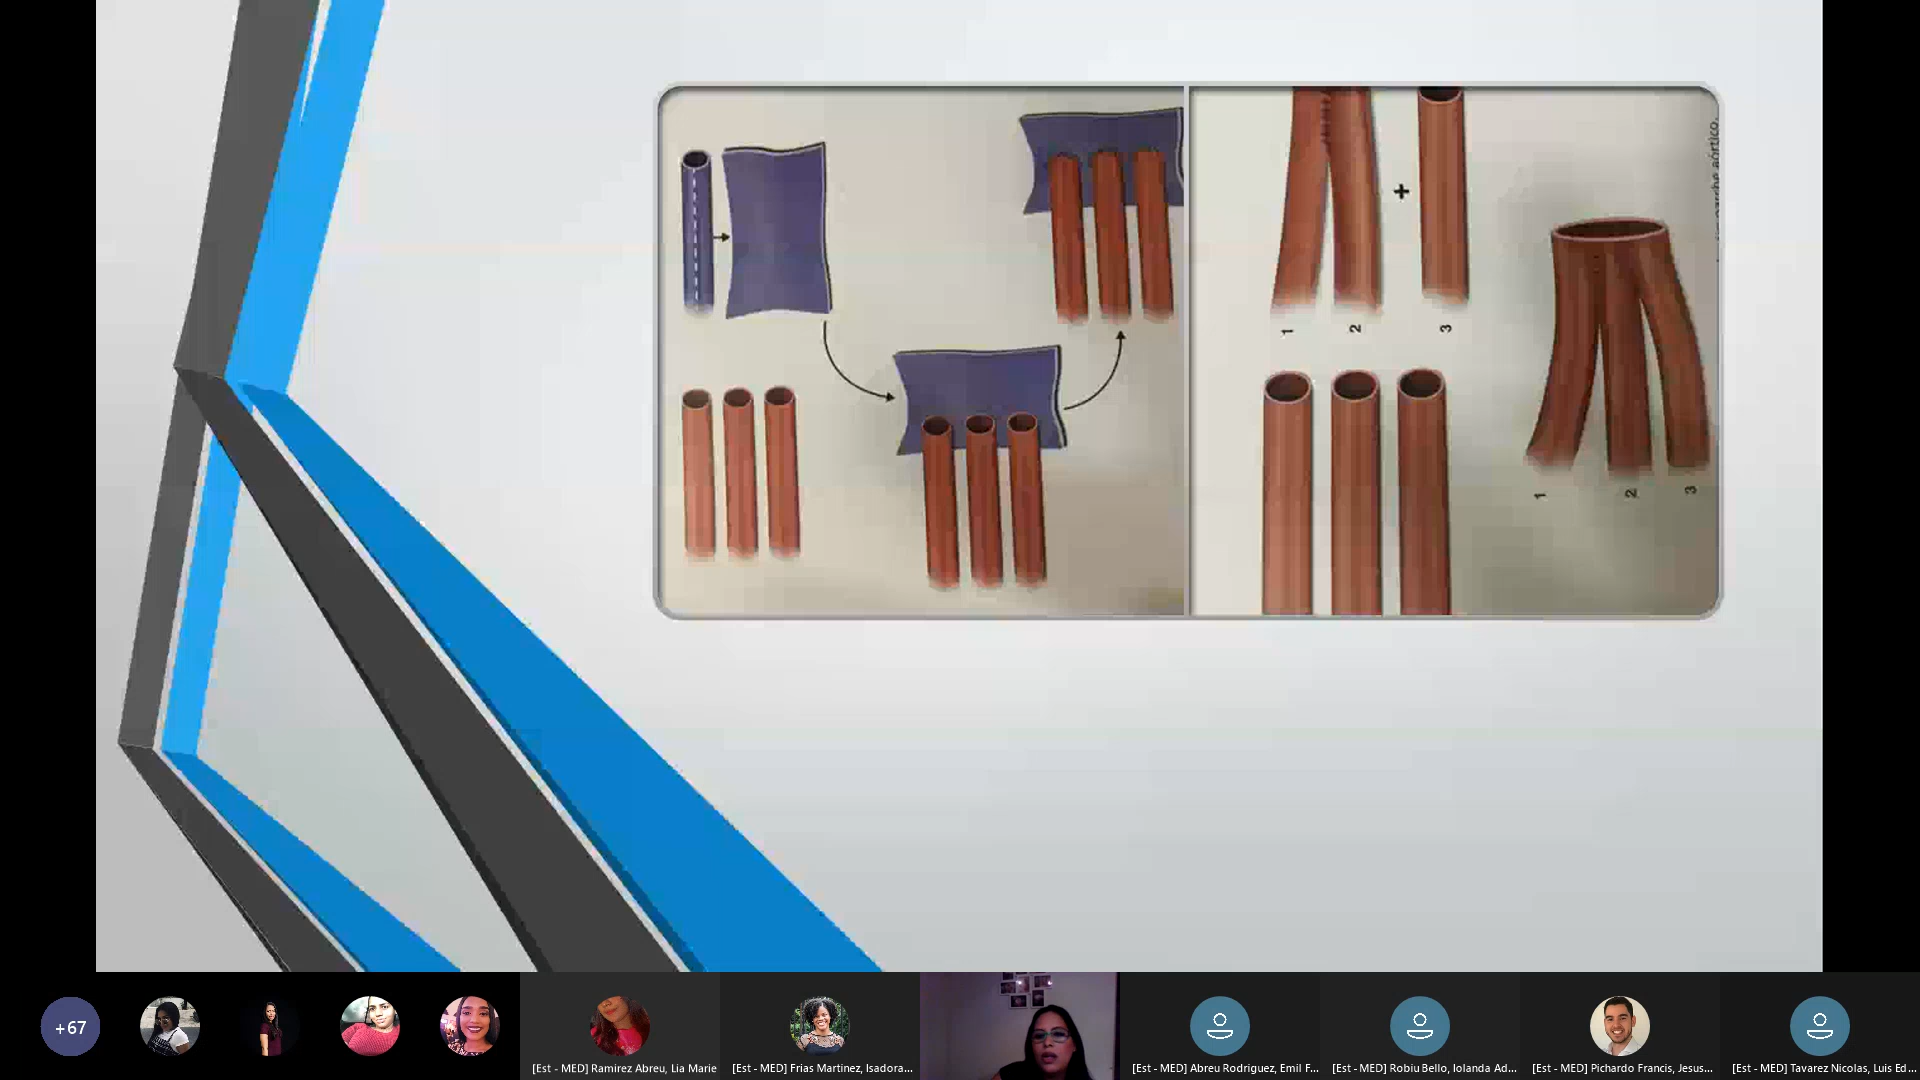 parche aórtico.
+
1
2
3
1
2
3
+67
[Est - MED] Ramirez Abreu, Lia Marie
[Est - MED] Frias Martinez, Isadora...
[Est - MED] Abreu Rodriguez, Emil F...
[Est - MED] Robiu Bello, Iolanda Ad...
[Est - MED] Pichardo Francis, Jesus...
[Est - MED] Tavarez Nicolas, Luis Ed...